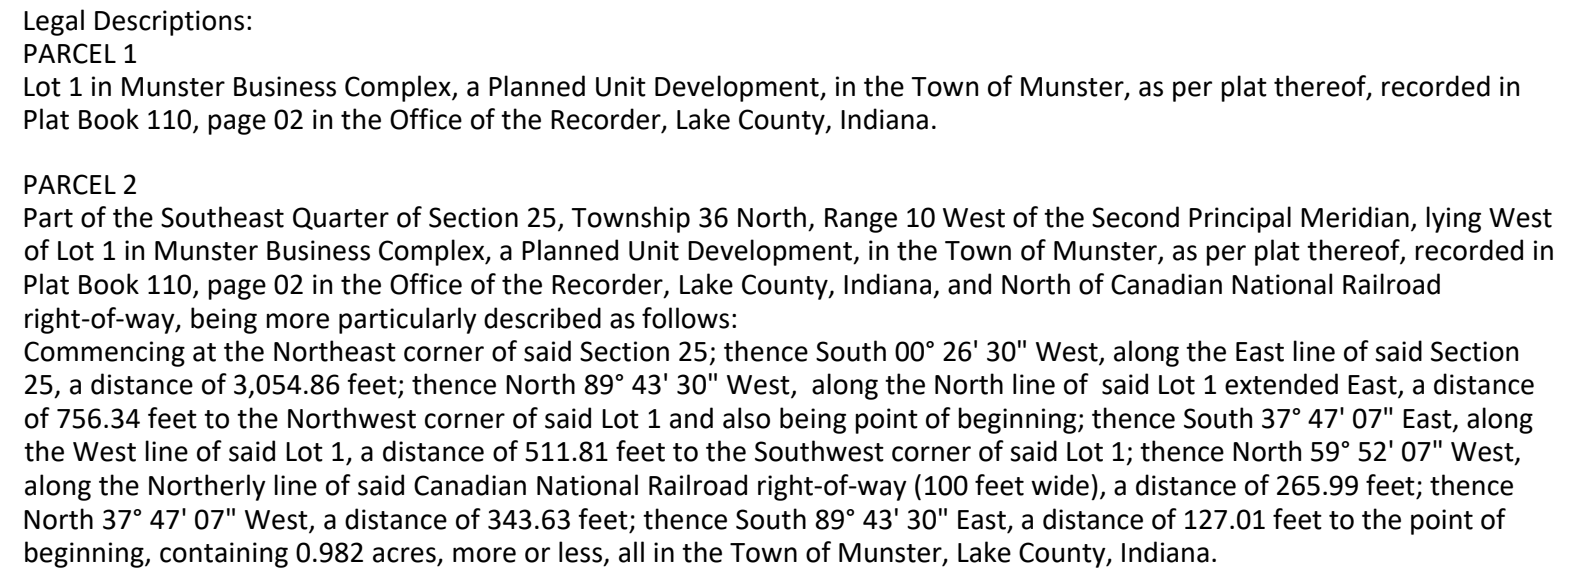 Legal Descriptions:
PARCEL 1
Lot 1 in Munster Business Complex, a Planned Unit Development, in the Town of Munster, as per plat thereof, recorded in
Plat Book 110, page 02 in the Office of the Recorder, Lake County, Indiana.
PARCEL 2
Part of the Southeast Quarter of Section 25, Township 36 North, Range 10 West of the Second Principal Meridian, lying West
of Lot 1 in Munster Business Complex, a Planned Unit Development, in the Town of Munster, as per plat thereof, recorded in
Plat Book 110, page 02 in the Office of the Recorder, Lake County, Indiana, and North of Canadian National Railroad
right-of-way, being more particularly described as follows:
Commencing at the Northeast corner of said Section 25; thence South 00° 26' 30" West, along the East line of said Section
25, a distance of 3,054.86 feet; thence North 89° 43' 30" West, along the North line of said Lot 1 extended East, a distance
of 756.34 feet to the Northwest corner of said Lot 1 and also being point of beginning; thence South 37° 47' 07" East, along
the West line of said Lot 1, a distance of 511.81 feet to the Southwest corner of said Lot 1; thence North 59° 52' 07" West,
along the Northerly line of said Canadian National Railroad right-of-way (100 feet wide), a distance of 265.99 feet; thence
North 37° 47' 07" West, a distance of 343.63 feet; thence South 89° 43' 30" East, a distance of 127.01 feet to the point of
beginning, containing 0.982 acres, more or less, all in the Town of Munster, Lake County, Indiana.